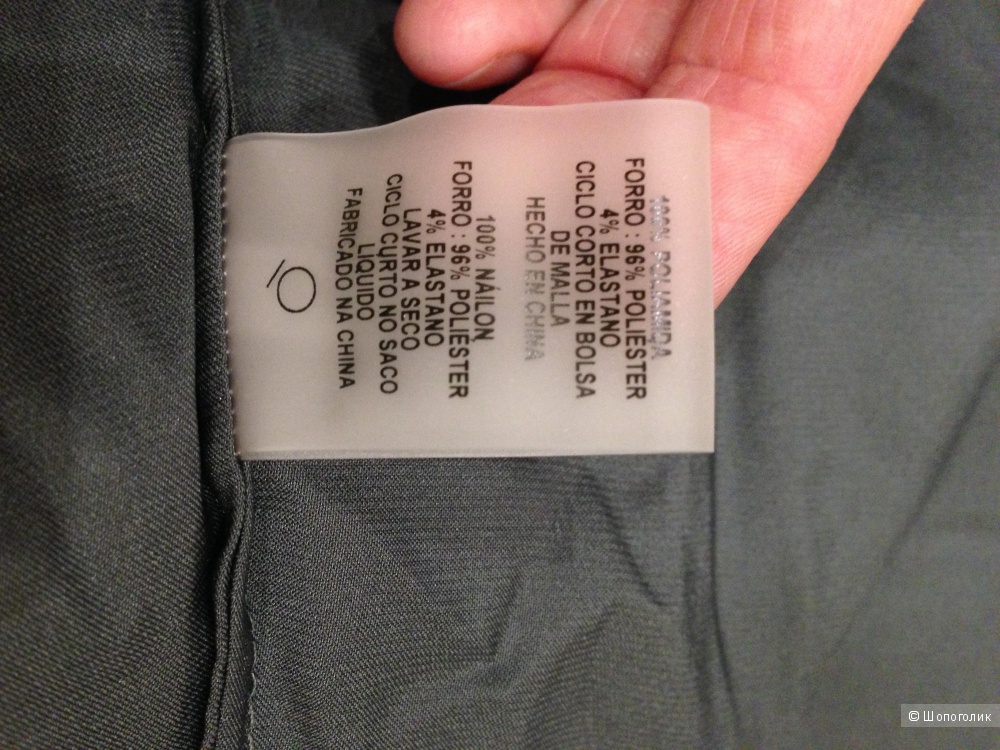 100% POLIAMIDA
FORRO : 96% POLIESTER
4% ELASTANO
CICLO CORTO EN BOLSA
DE MALLA
HECHO EN CHINA
100% NÁILON
FORRO : 96% POLIÉSTER
4% ELASTANO
LAVAR A SECO
CICLO CURTO NO SACO
LIQUIDO
FABRICADO NA CHINA
© Шопоголик